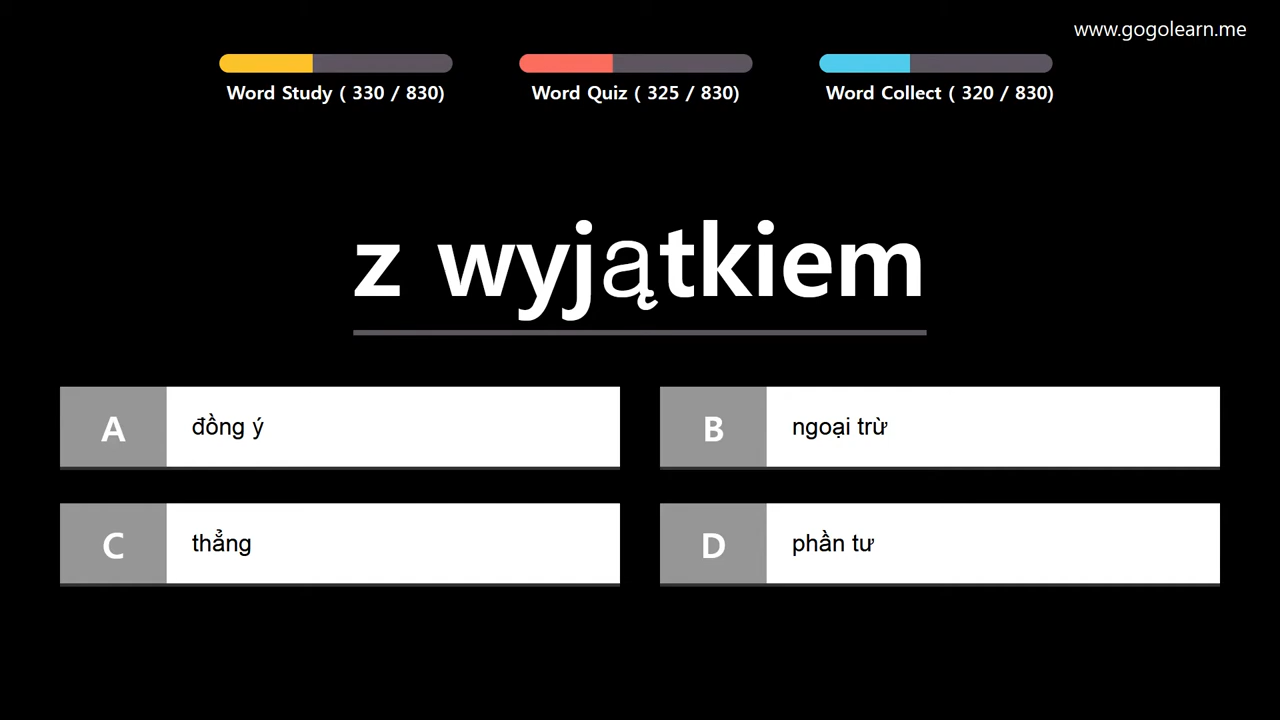 www.gogolearn.me
Word Study ( 330 / 830)
Word Quiz ( 325 / 830)
Word Collect ( 320 / 830)
z wyjątkiem
A
đồng ý
B
ngoại trừ
C
thẳng
D
phần tư